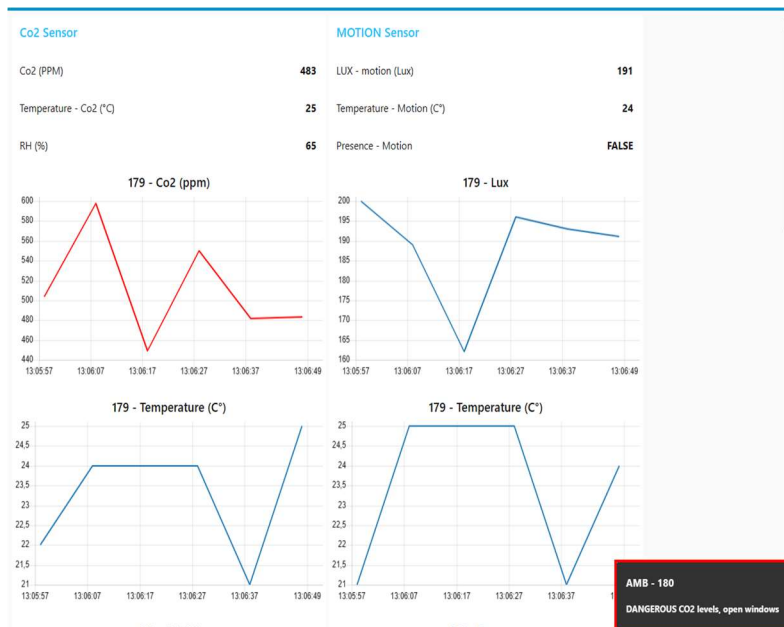 Co2 Sensor
Co2 (PPM) 483
Temperature - Co2 (°C) 25
RH (%) 65
179 - Co2 (ppm)
600
580
560
540
520
500
480
460
440
13:05:57 13:06:07 13:06:17 13:06:27 13:06:37 13:06:49
179 - Temperature (C°)
25
24,5
24
23,5
23
22,5
22
21,5
21
13:05:57 13:06:07 13:06:17 13:06:27 13:06:37 13:06:49
MOTION Sensor
LUX - motion (Lux) 191
Temperature - Motion (C°) 24
Presence - Motion FALSE
179 - Lux
200
195
190
185
180
175
170
165
160
13:05:57 13:06:07 13:06:17 13:06:27 13:06:37 13:06:49
179 - Temperature (C°)
25
24,5
24
23,5
23
22,5
22
21,5
21
13:05:57 13:06:07 13:06:17 13:06:27 13:06:37
AMB - 180
DANGEROUS CO2 levels, open windows